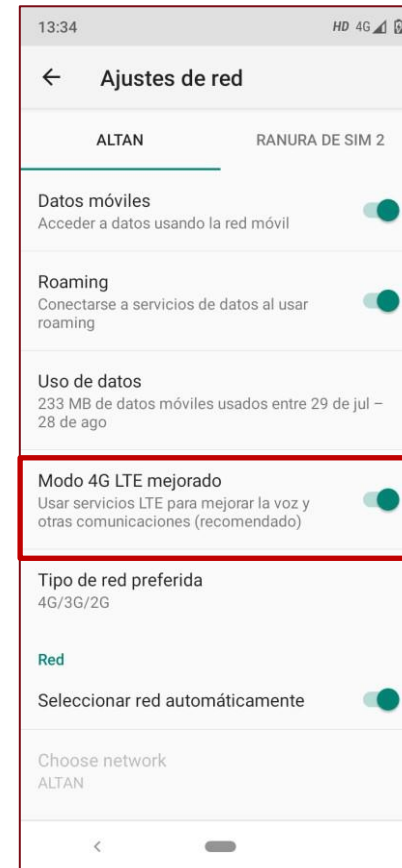 13:34 HD 4G
Ajustes de red
ALTAN RANURA DE SIM 2
Datos móviles
Acceder a datos usando la red móvil
Roaming
Conectarse a servicios de datos al usar
roaming
Uso de datos
233 MB de datos móviles usados entre 29 de jul –
28 de ago
Modo 4G LTE mejorado
Usar servicios LTE para mejorar la voz y
otras comunicaciones (recomendado)
Tipo de red preferida
4G/3G/2G
Red
Seleccionar red automáticamente
Choose network
ALTAN